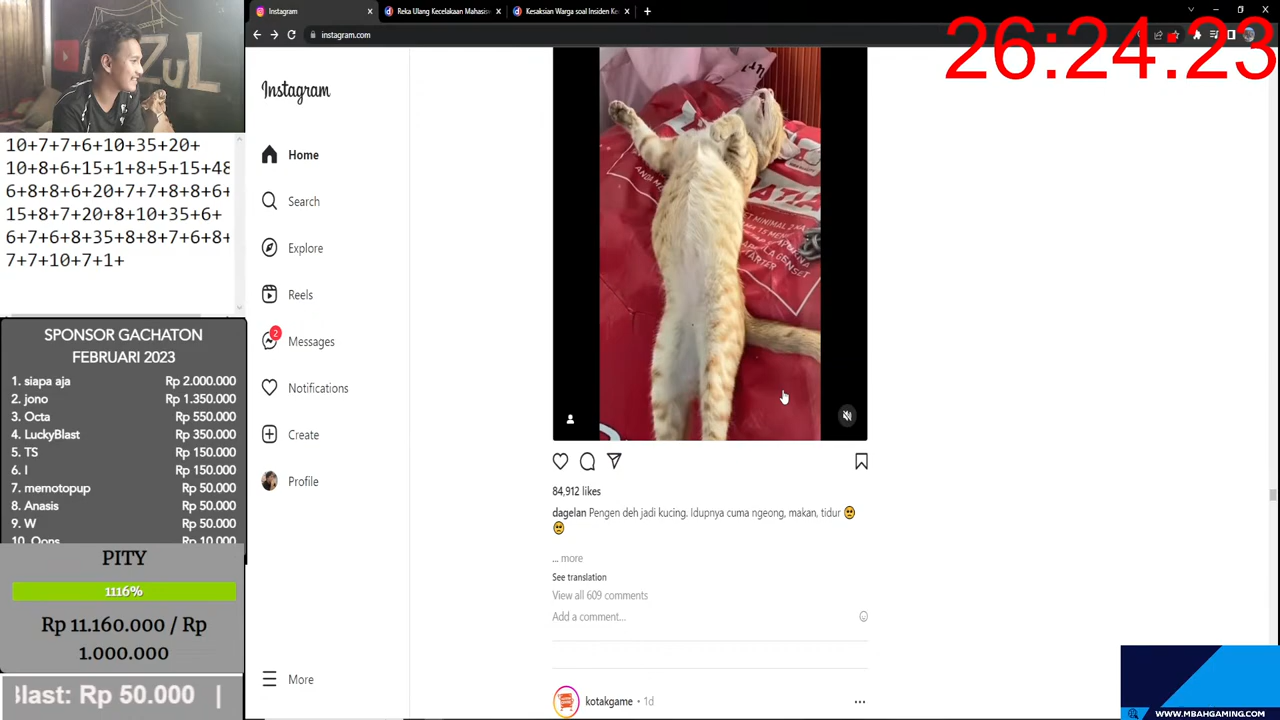 Instagram
Reka Ulang Kecelakaan Mahasis
Kesaksian Warga soal Insiden Ke
instagram.com
26:24:23
ZUL
10+7+7+6+10+35+20+
10+8+6+15+1+8+5+15+48
6+8+8+6+20+7+7+8+8+6+
15+8+7+20+8+10+35+6+
6+7+6+8+35+8+8+7+6+8+
7+7+10+7+1+
SPONSOR GACHATON
FEBRUARI 2023
1. siapa aja Rp 2.000.000
2. jono Rp 1.350.000
3. Octa Rp 550.000
4. LuckyBlast Rp 350.000
5. TS Rp 150.000
6. I Rp 150.000
7. memotopup Rp 50.000
8. Anasis Rp 50.000
9. W Rp 50.000
10. Oops Rp 10.000
PITY
1116%
Rp 11.160.000 / Rp
1.000.000
Blast: Rp 50.000 |
Instagram
Home
Search
Explore
Reels
2
Messages
Notifications
Create
Profile
More
84,912 likes
dagelan Pengen deh jadi kucing. Idupnya cuma ngeong, makan, tidur 🥺
🥺
... more
See translation
View all 609 comments
Add a comment...
kotakgame • 1d
WWW.MBAHGAMING.COM